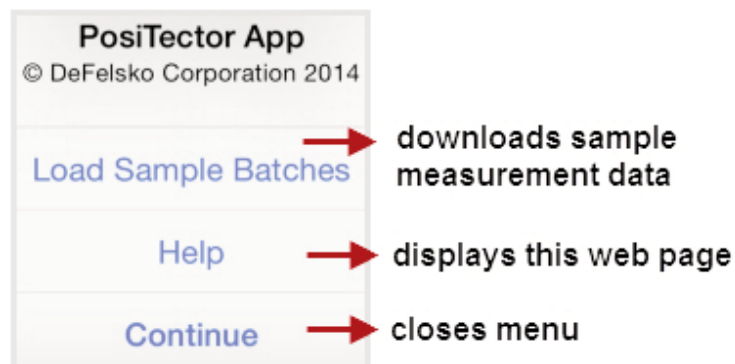 PosiTector App
© DeFelsko Corporation 2014
Load Sample Batches
downloads sample
measurement data
Help
displays this web page
Continue
closes menu